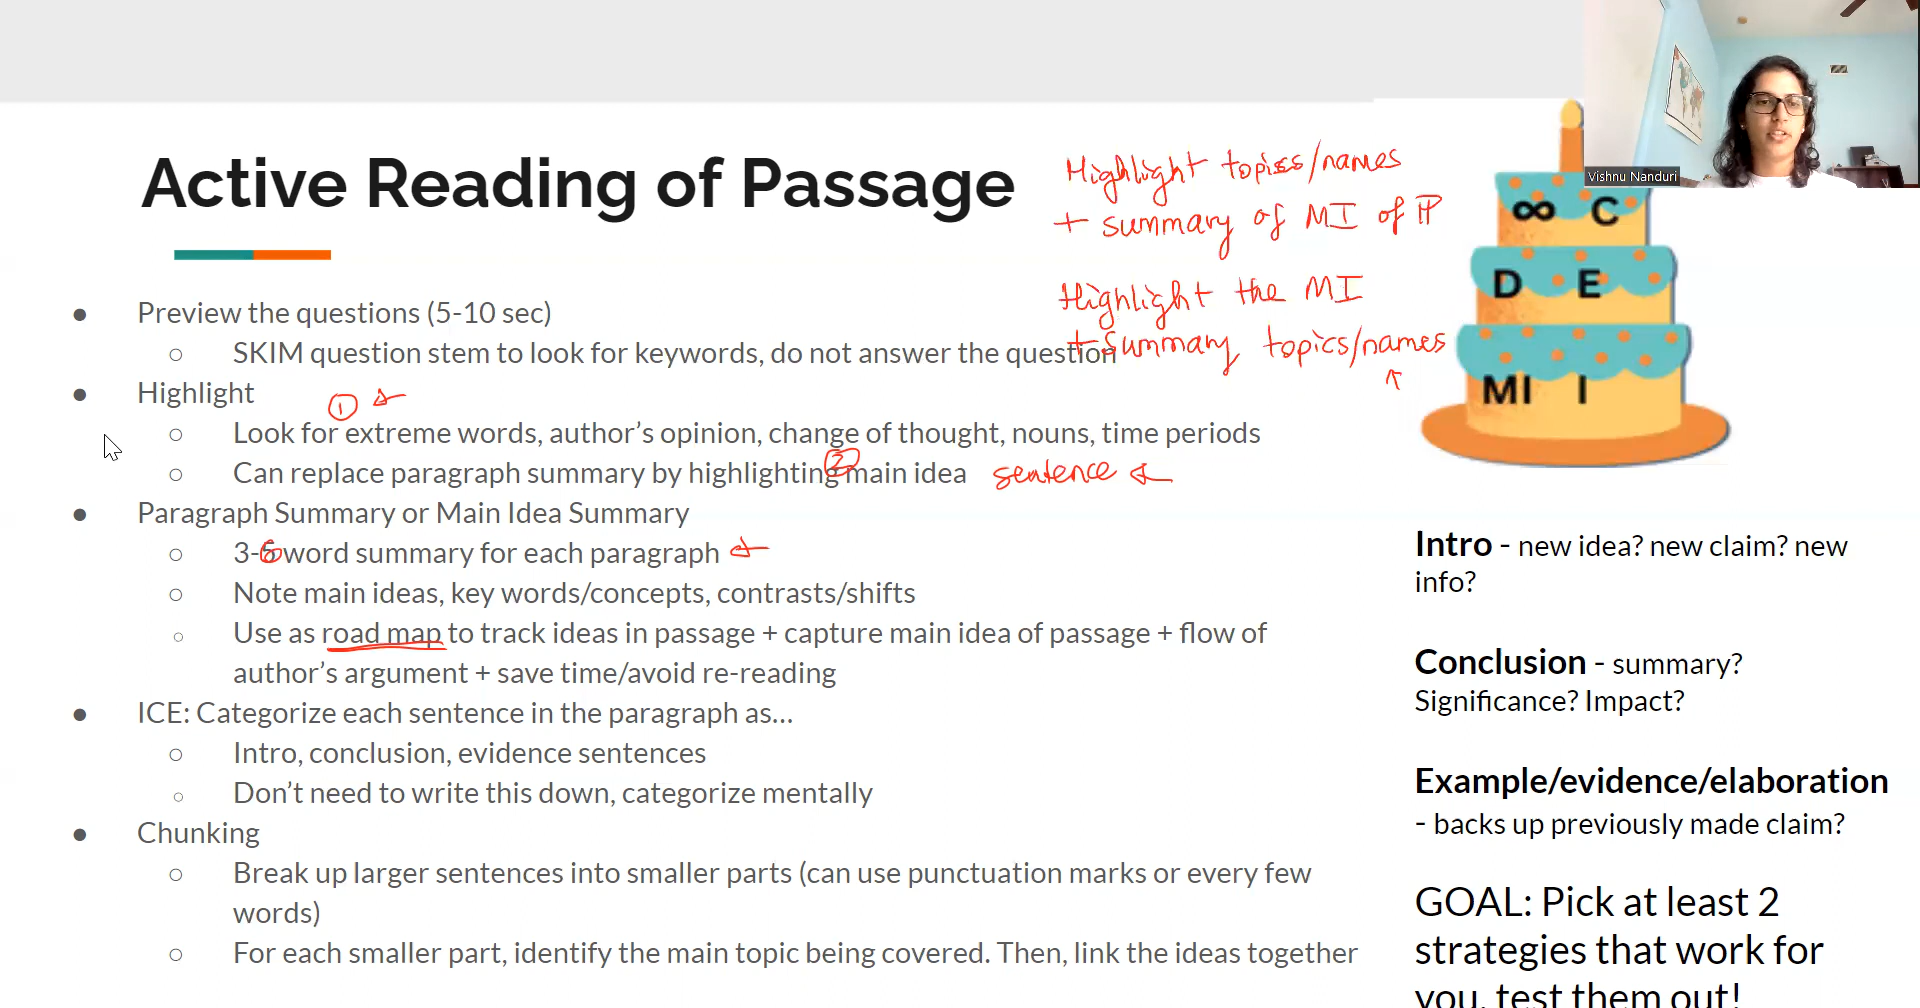 Active Reading of Passage
Highlight topics/names
+ summary of MI of ¶
Highlight the MI
+ Summary topics/names
Vishnu Nanduri
∞ C
D E
MI I
● Preview the questions (5-10 sec)
○ SKIM question stem to look for keywords, do not answer the question
● Highlight
①
○ Look for extreme words, author’s opinion, change of thought, nouns, time periods
②
○ Can replace paragraph summary by highlighting main idea sentence
● Paragraph Summary or Main Idea Summary
○ 3-6 word summary for each paragraph
○ Note main ideas, key words/concepts, contrasts/shifts
○ Use as road map to track ideas in passage + capture main idea of passage + flow of
author’s argument + save time/avoid re-reading
● ICE: Categorize each sentence in the paragraph as...
○ Intro, conclusion, evidence sentences
○ Don’t need to write this down, categorize mentally
● Chunking
○ Break up larger sentences into smaller parts (can use punctuation marks or every few
words)
○ For each smaller part, identify the main topic being covered. Then, link the ideas together
Intro - new idea? new claim? new
info?
Conclusion - summary?
Significance? Impact?
Example/evidence/elaboration
- backs up previously made claim?
GOAL: Pick at least 2
strategies that work for
you, test them out!